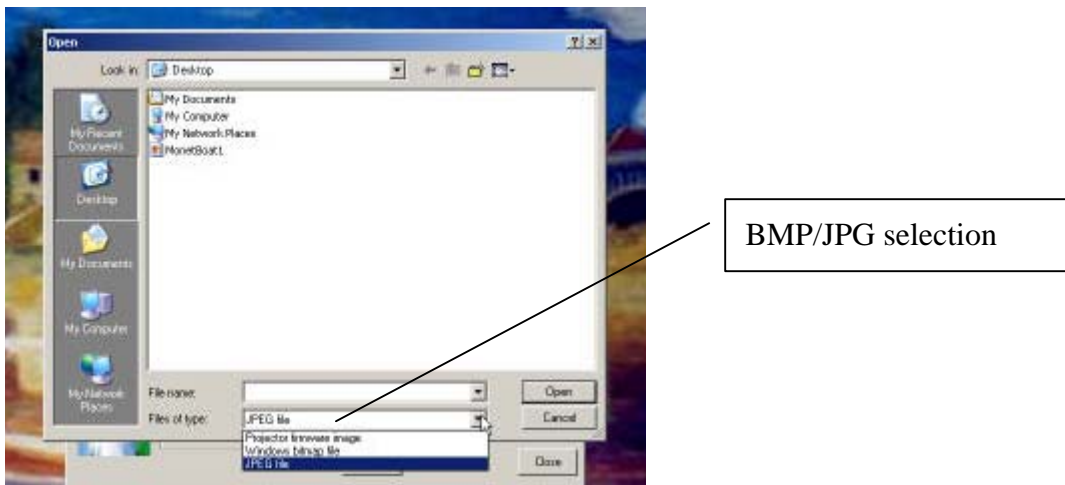 Open
Look in: Desktop
My Documents
My Computer
My Network Places
MonetBoat1
My Recent
Documents
Desktop
My Documents
My Computer
My Network
Places
File name:
Open
Files of type: JPEG file
Cancel
Projector firmware image
Windows bitmap file
JPEG file
Close
BMP/JPG selection